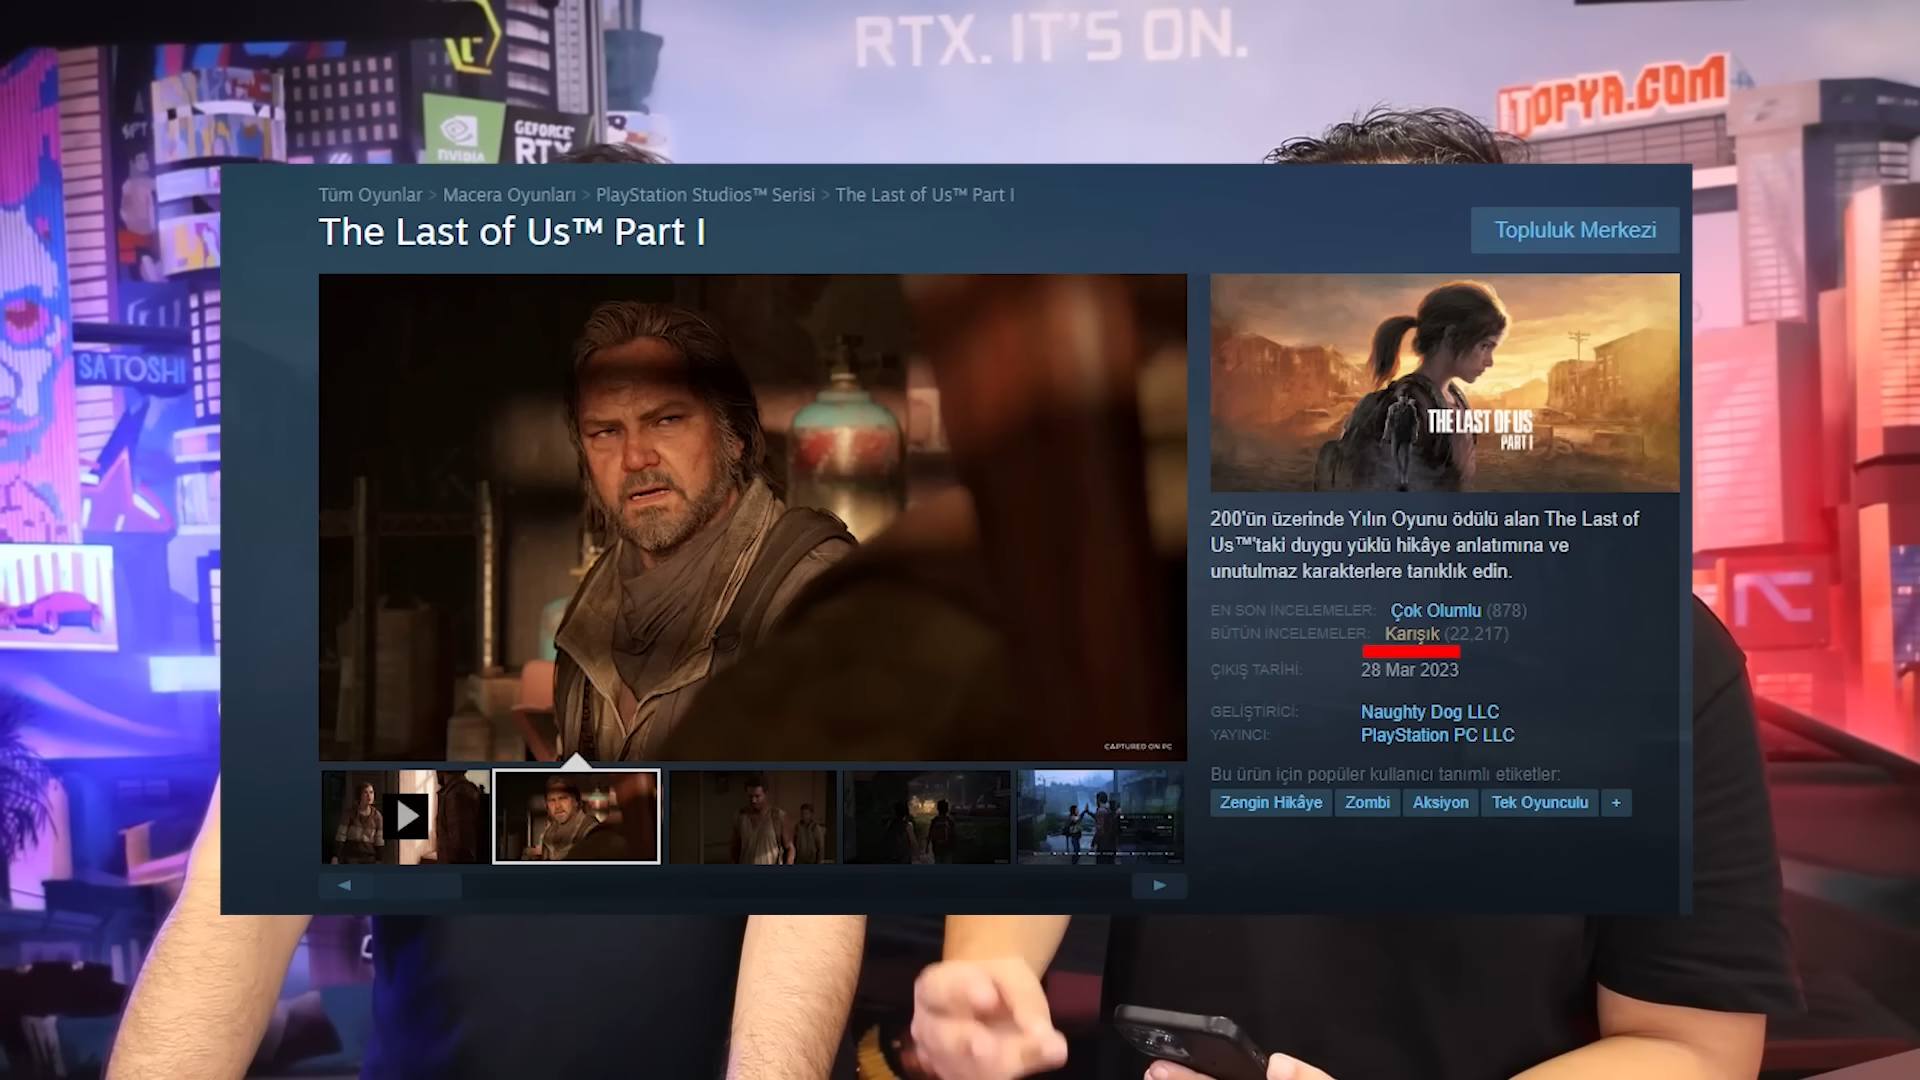 RTX. IT'S ON.
ITOPYA.COM
NVIDIA
GEFORCE
RTX
SATOSHI
Tüm Oyunlar > Macera Oyunları > PlayStation Studios™ Serisi > The Last of Us™ Part I
The Last of Us™ Part I
Topluluk Merkezi
CAPTURED ON PC
THE LAST OF US
PART I
200'ün üzerinde Yılın Oyunu ödülü alan The Last of
Us™'taki duygu yüklü hikâye anlatımına ve
unutulmaz karakterlere tanıklık edin.
EN SON İNCELEMELER: Çok Olumlu (878)
BÜTÜN İNCELEMELER: Karışık (22,217)
ÇIKIŞ TARİHİ: 28 Mar 2023
GELİŞTİRİCİ: Naughty Dog LLC
YAYINCI: PlayStation PC LLC
Bu ürün için popüler kullanıcı tanımlı etiketler:
Zengin Hikâye Zombi Aksiyon Tek Oyunculu +